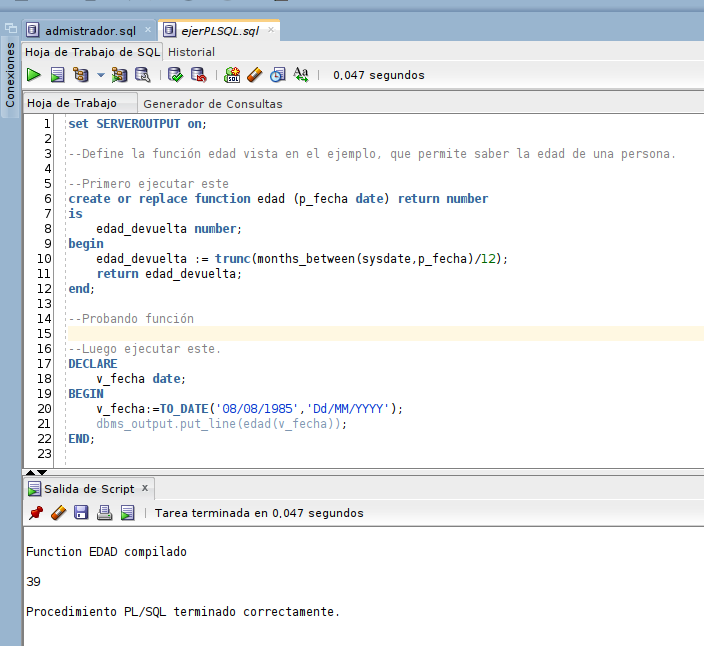 admistrador.sql
ejerPLSQL.sql
Conexiones
Hoja de Trabajo de SQL Historial
SQL
Aa
0,047 segundos
Hoja de Trabajo Generador de Consultas
1 set SERVEROUTPUT on;
2
3 --Define la función edad vista en el ejemplo, que permite saber la edad de una persona.
4
5 --Primero ejecutar este
6 create or replace function edad (p_fecha date) return number
7 is
8 edad_devuelta number;
9 begin
10 edad_devuelta := trunc(months_between(sysdate,p_fecha)/12);
11 return edad_devuelta;
12 end;
13
14 --Probando función
15
16 --Luego ejecutar este.
17 DECLARE
18 v_fecha date;
19 BEGIN
20 v_fecha:=TO_DATE('08/08/1985','Dd/MM/YYYY');
21 dbms_output.put_line(edad(v_fecha));
22 END;
23
Salida de Script x
Tarea terminada en 0,047 segundos
Function EDAD compilado
39
Procedimiento PL/SQL terminado correctamente.